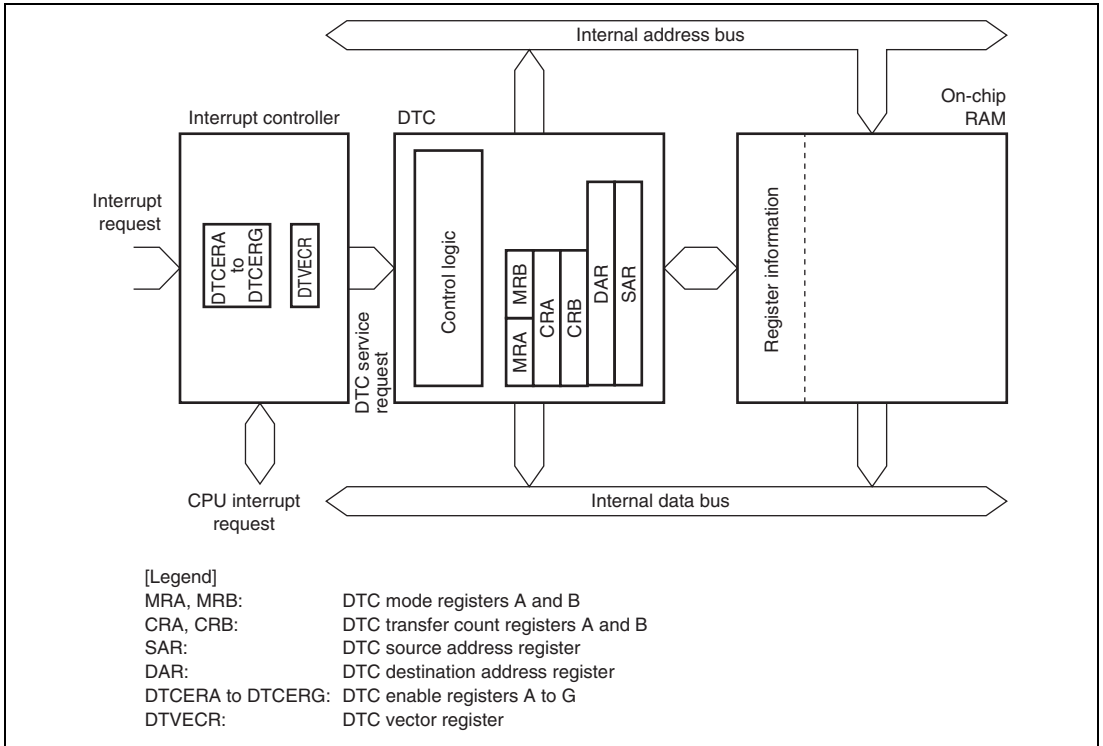 Internal address bus
On-chip
RAM
Interrupt controller
DTC
Interrupt
request
DTCERA
to
DTCERG
DTVECR
DTC service
request
Control logic
MRA
MRB
CRA
CRB
DAR
SAR
Register information
CPU interrupt
request
Internal data bus
[Legend]
MRA, MRB: DTC mode registers A and B
CRA, CRB: DTC transfer count registers A and B
SAR: DTC source address register
DAR: DTC destination address register
DTCERA to DTCERG: DTC enable registers A to G
DTVECR: DTC vector register